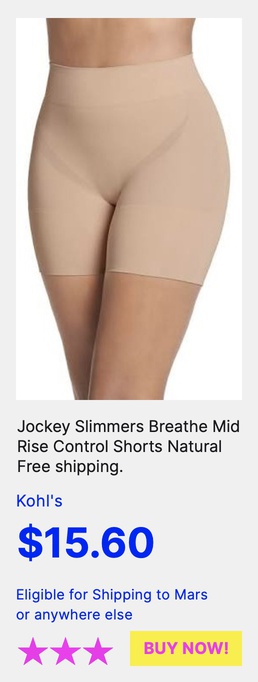 Jockey Slimmers Breathe Mid
Rise Control Shorts Natural
Free shipping.
Kohl's
$15.60
Eligible for Shipping to Mars
or anywhere else
BUY NOW!